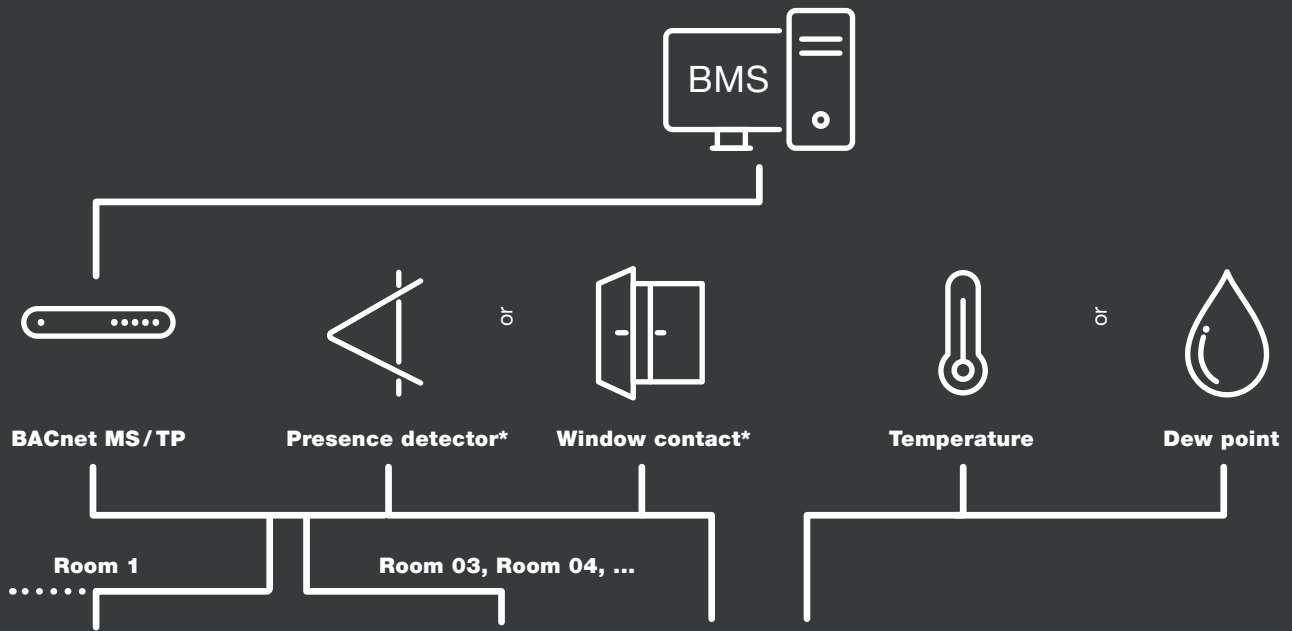 BMS
or
or
BACnet MS/TP
Presence detector*
Window contact*
Temperature
Dew point
Room 1
Room 03, Room 04, ...